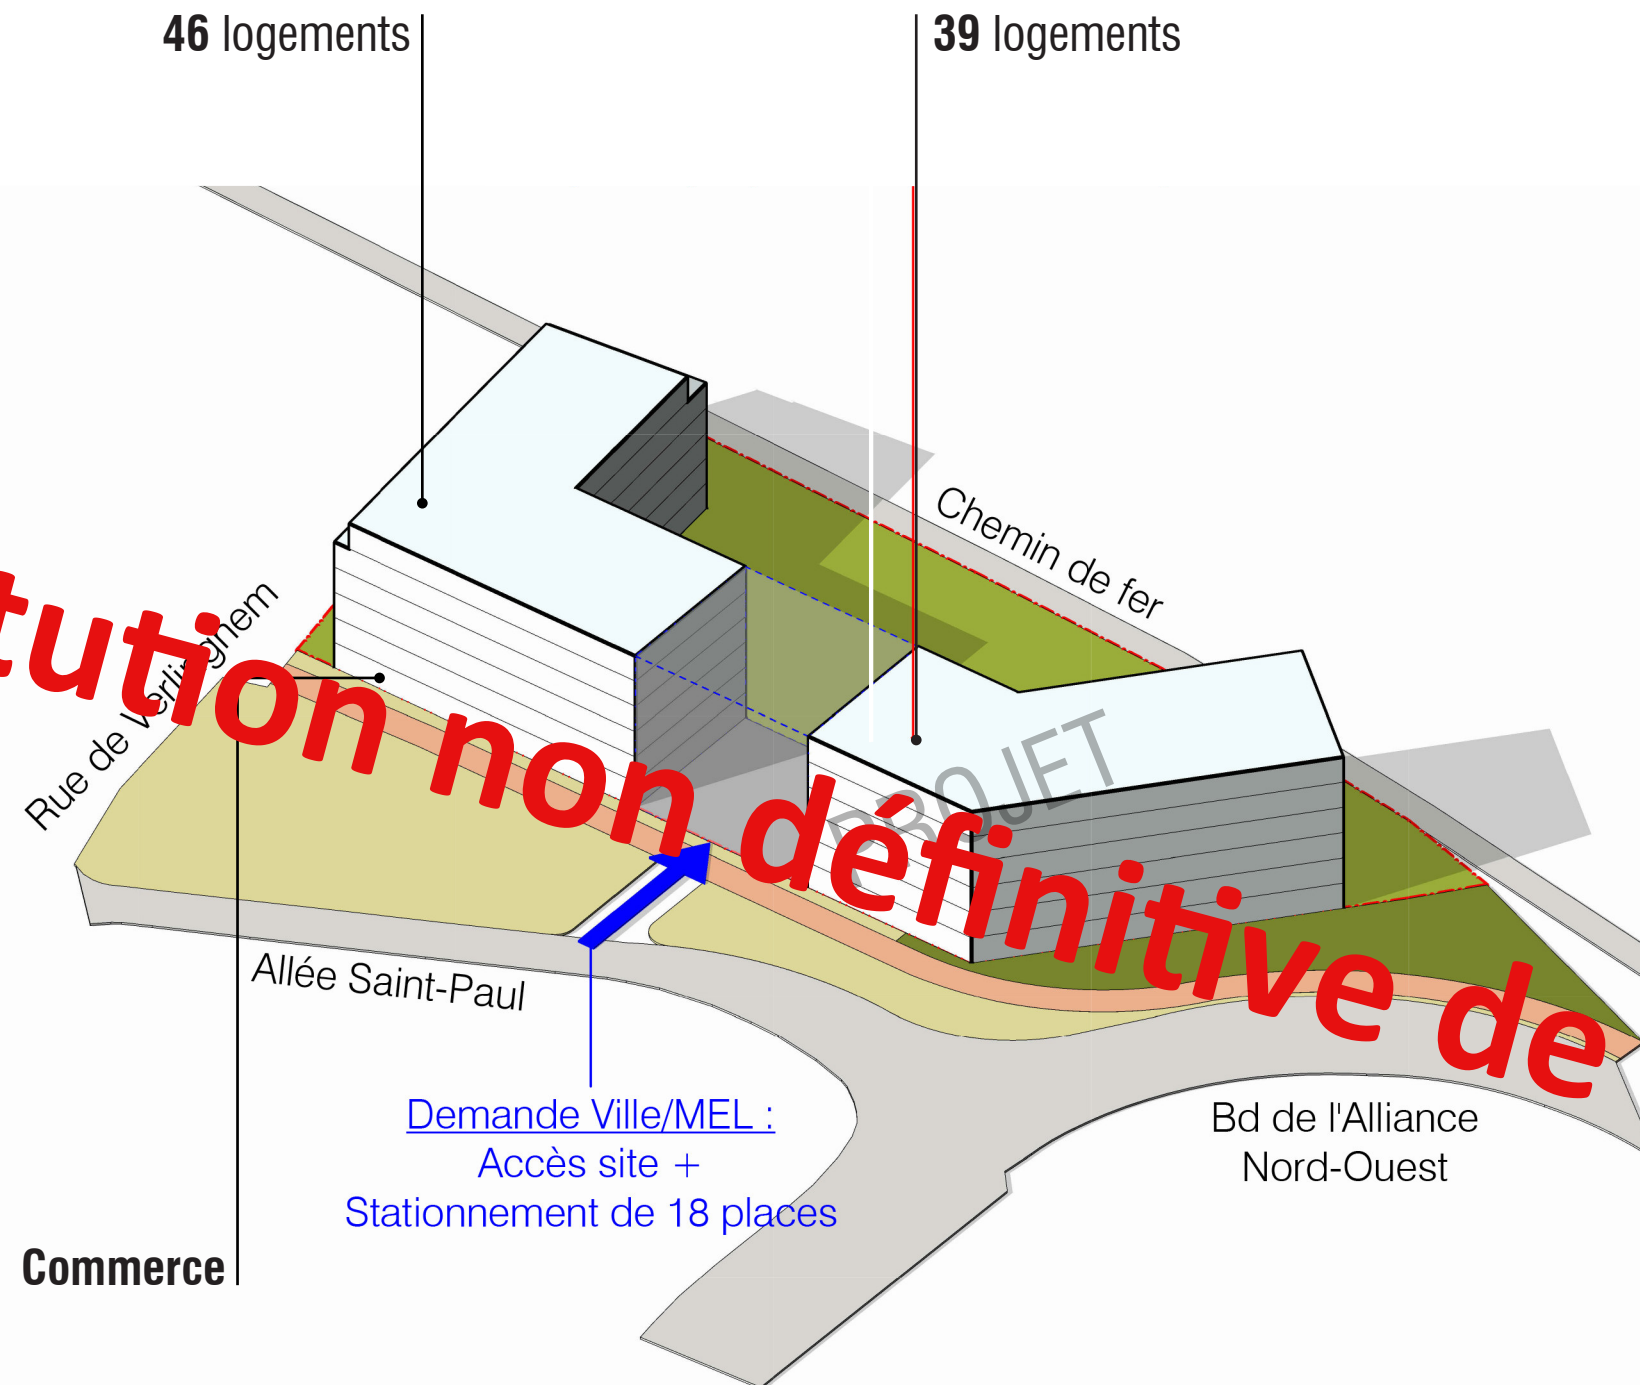 46 logements
39 logements
Chemin de fer
Rue de Verlinghem
tution non définitive de
PROJET
Allée Saint-Paul
Demande Ville/MEL :
Accès site +
Stationnement de 18 places
Bd de l'Alliance
Nord-Ouest
Commerce